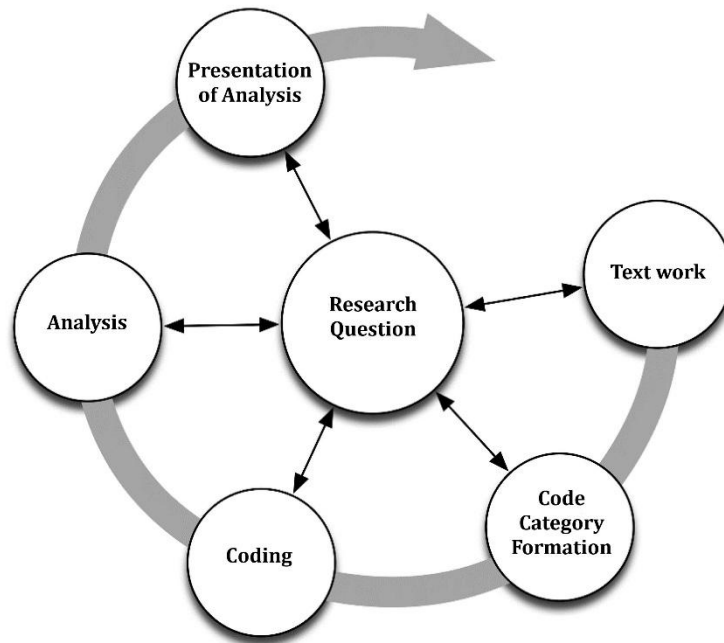 Presentation
of Analysis
Text work
Research
Question
Analysis
Code
Category
Formation
Coding